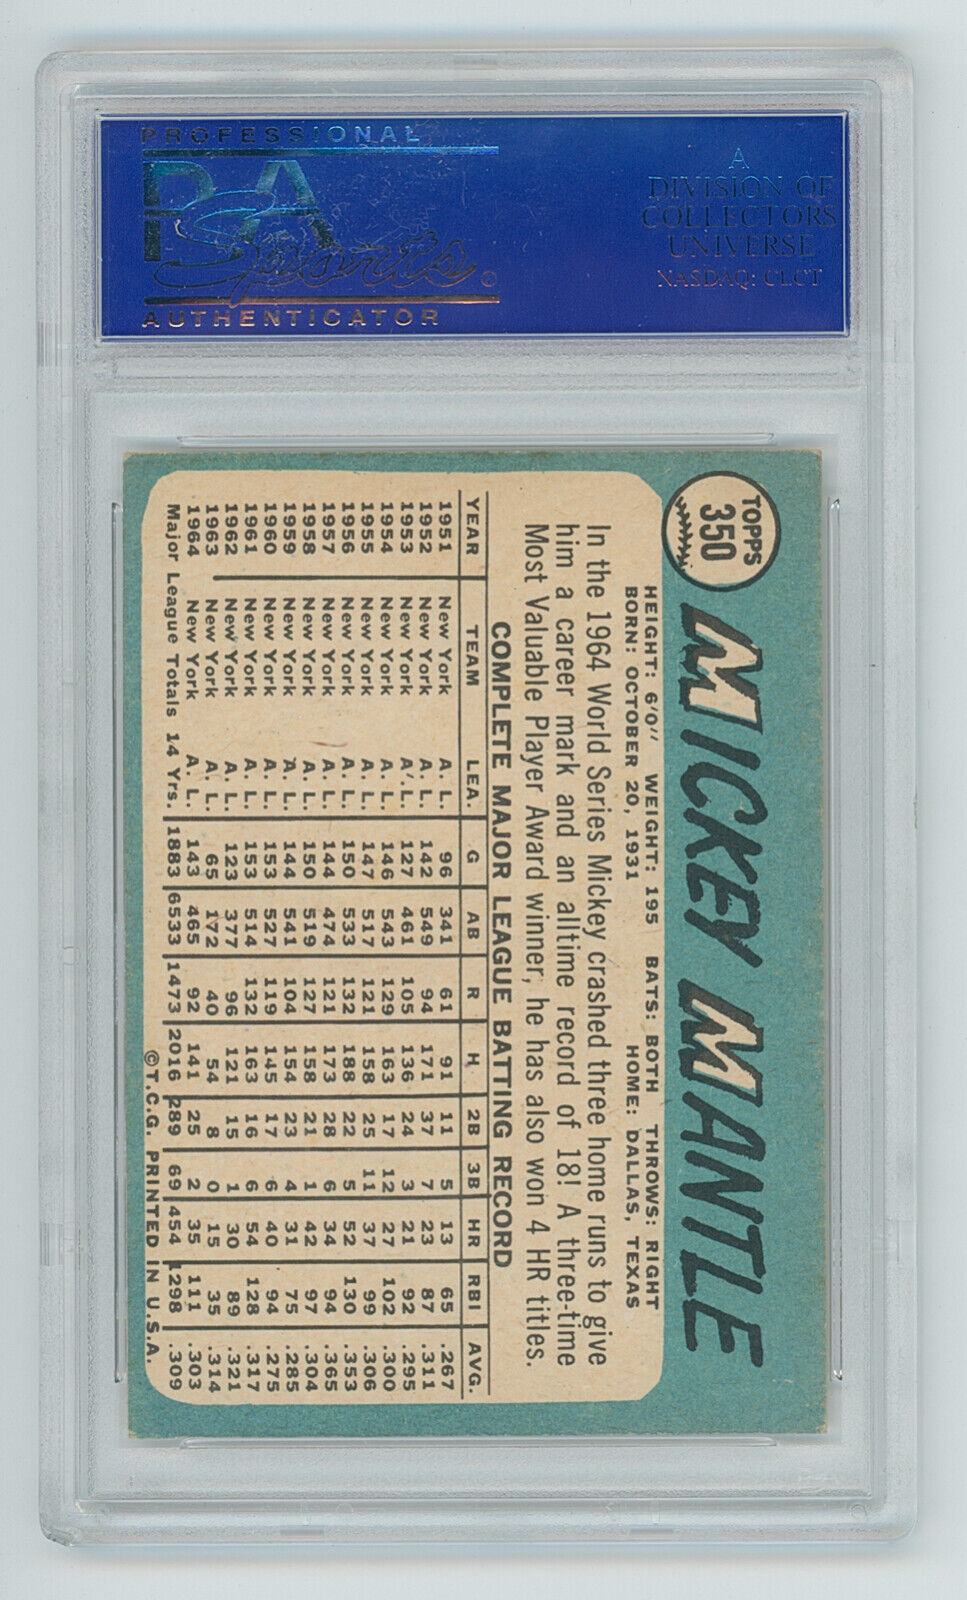 PROFESSIONAL
PSA
Sports
AUTHENTICATOR
A
DIVISION OF
COLLECTORS
UNIVERSE
NASDAQ: CLCT
TOPPS
350
MICKEY MANTLE
HEIGHT: 6'0" WEIGHT: 195 BATS: BOTH THROWS: RIGHT
BORN: OCTOBER 20, 1931 HOME: DALLAS, TEXAS
In the 1964 World Series Mickey crashed three home runs to give
him a career mark and an alltime record of 18! A three-time
Most Valuable Player Award winner, he has also won 4 HR titles.
COMPLETE MAJOR LEAGUE BATTING RECORD
YEAR TEAM LEA. G AB R H 2B 3B HR RBI AVG.
1951 New York A. L. 96 341 61 91 11 5 13 65 .267
1952 New York A. L. 142 549 94 171 37 7 23 87 .311
1953 New York A. L. 127 461 105 136 24 3 21 92 .295
1954 New York A. L. 146 543 129 163 17 12 27 102 .300
1955 New York A. L. 147 517 121 158 25 11 37 99 .306
1956 New York A. L. 150 533 132 188 22 5 52 130 .353
1957 New York A. L. 144 474 121 173 28 6 34 94 .365
1958 New York A. L. 150 519 127 158 21 1 42 97 .304
1959 New York A. L. 144 541 104 154 23 4 31 75 .285
1960 New York A. L. 153 527 119 145 17 6 40 94 .275
1961 New York A. L. 153 514 132 163 16 6 54 128 .317
1962 New York A. L. 123 377 96 121 15 1 30 89 .321
1963 New York A. L. 65 172 40 54 8 0 15 35 .314
1964 New York A. L. 143 465 92 141 25 2 35 111 .303
Major League Totals 14 Yrs. 1883 6533 1473 2016 289 69 454 1298 .309
©T.C.G. PRINTED IN U.S.A.